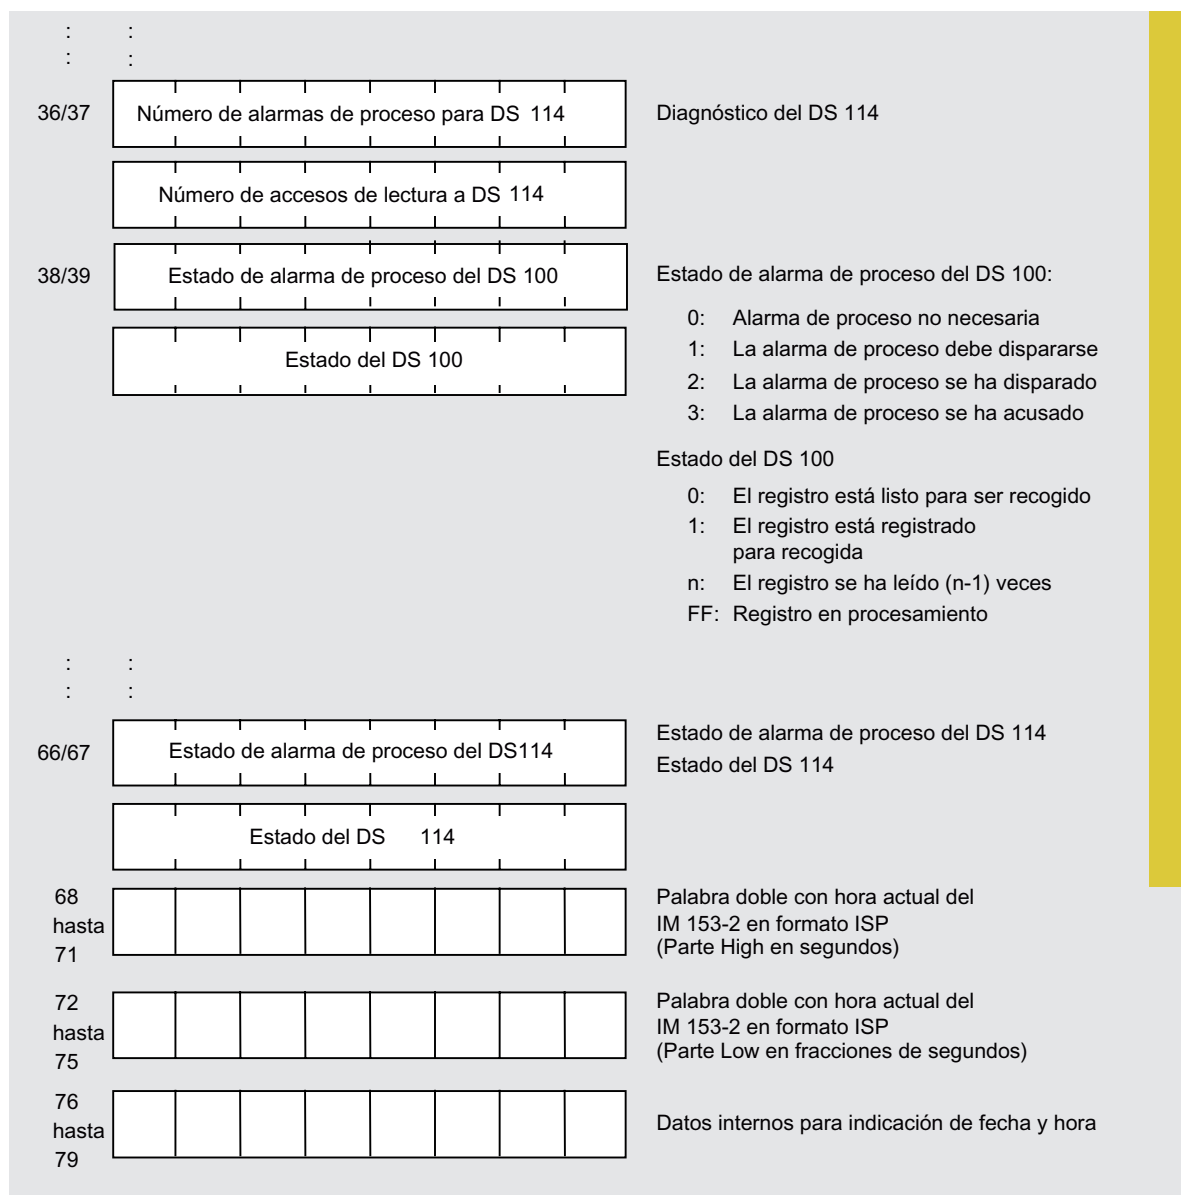 : :
: :
36/37 Número de alarmas de proceso para DS 114 Diagnóstico del DS 114
Número de accesos de lectura a DS 114
38/39 Estado de alarma de proceso del DS 100 Estado de alarma de proceso del DS 100:
0: Alarma de proceso no necesaria
1: La alarma de proceso debe dispararse
Estado del DS 100
2: La alarma de proceso se ha disparado
3: La alarma de proceso se ha acusado
Estado del DS 100
0: El registro está listo para ser recogido
1: El registro está registrado
para recogida
n: El registro se ha leído (n-1) veces
FF: Registro en procesamiento
: :
: :
66/67 Estado de alarma de proceso del DS114 Estado de alarma de proceso del DS 114
Estado del DS 114
Estado del DS 114
68
hasta
71
Palabra doble con hora actual del
IM 153-2 en formato ISP
(Parte High en segundos)
72
hasta
75
Palabra doble con hora actual del
IM 153-2 en formato ISP
(Parte Low en fracciones de segundos)
76
hasta
79
Datos internos para indicación de fecha y hora